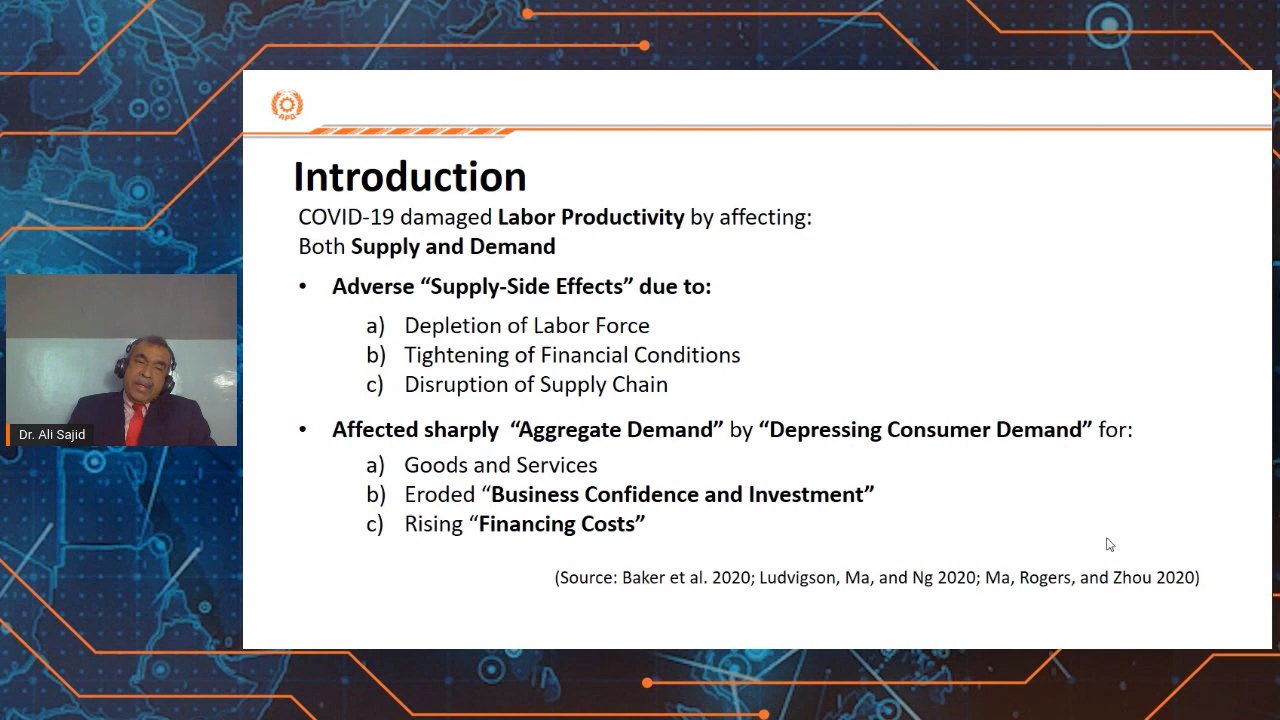 APO
Introduction
COVID-19 damaged Labor Productivity by affecting:
Both Supply and Demand
• Adverse “Supply-Side Effects” due to:
a) Depletion of Labor Force
b) Tightening of Financial Conditions
c) Disruption of Supply Chain
• Affected sharply “Aggregate Demand” by “Depressing Consumer Demand” for:
a) Goods and Services
b) Eroded “Business Confidence and Investment”
c) Rising “Financing Costs”
(Source: Baker et al. 2020; Ludvigson, Ma, and Ng 2020; Ma, Rogers, and Zhou 2020)
Dr. Ali Sajid